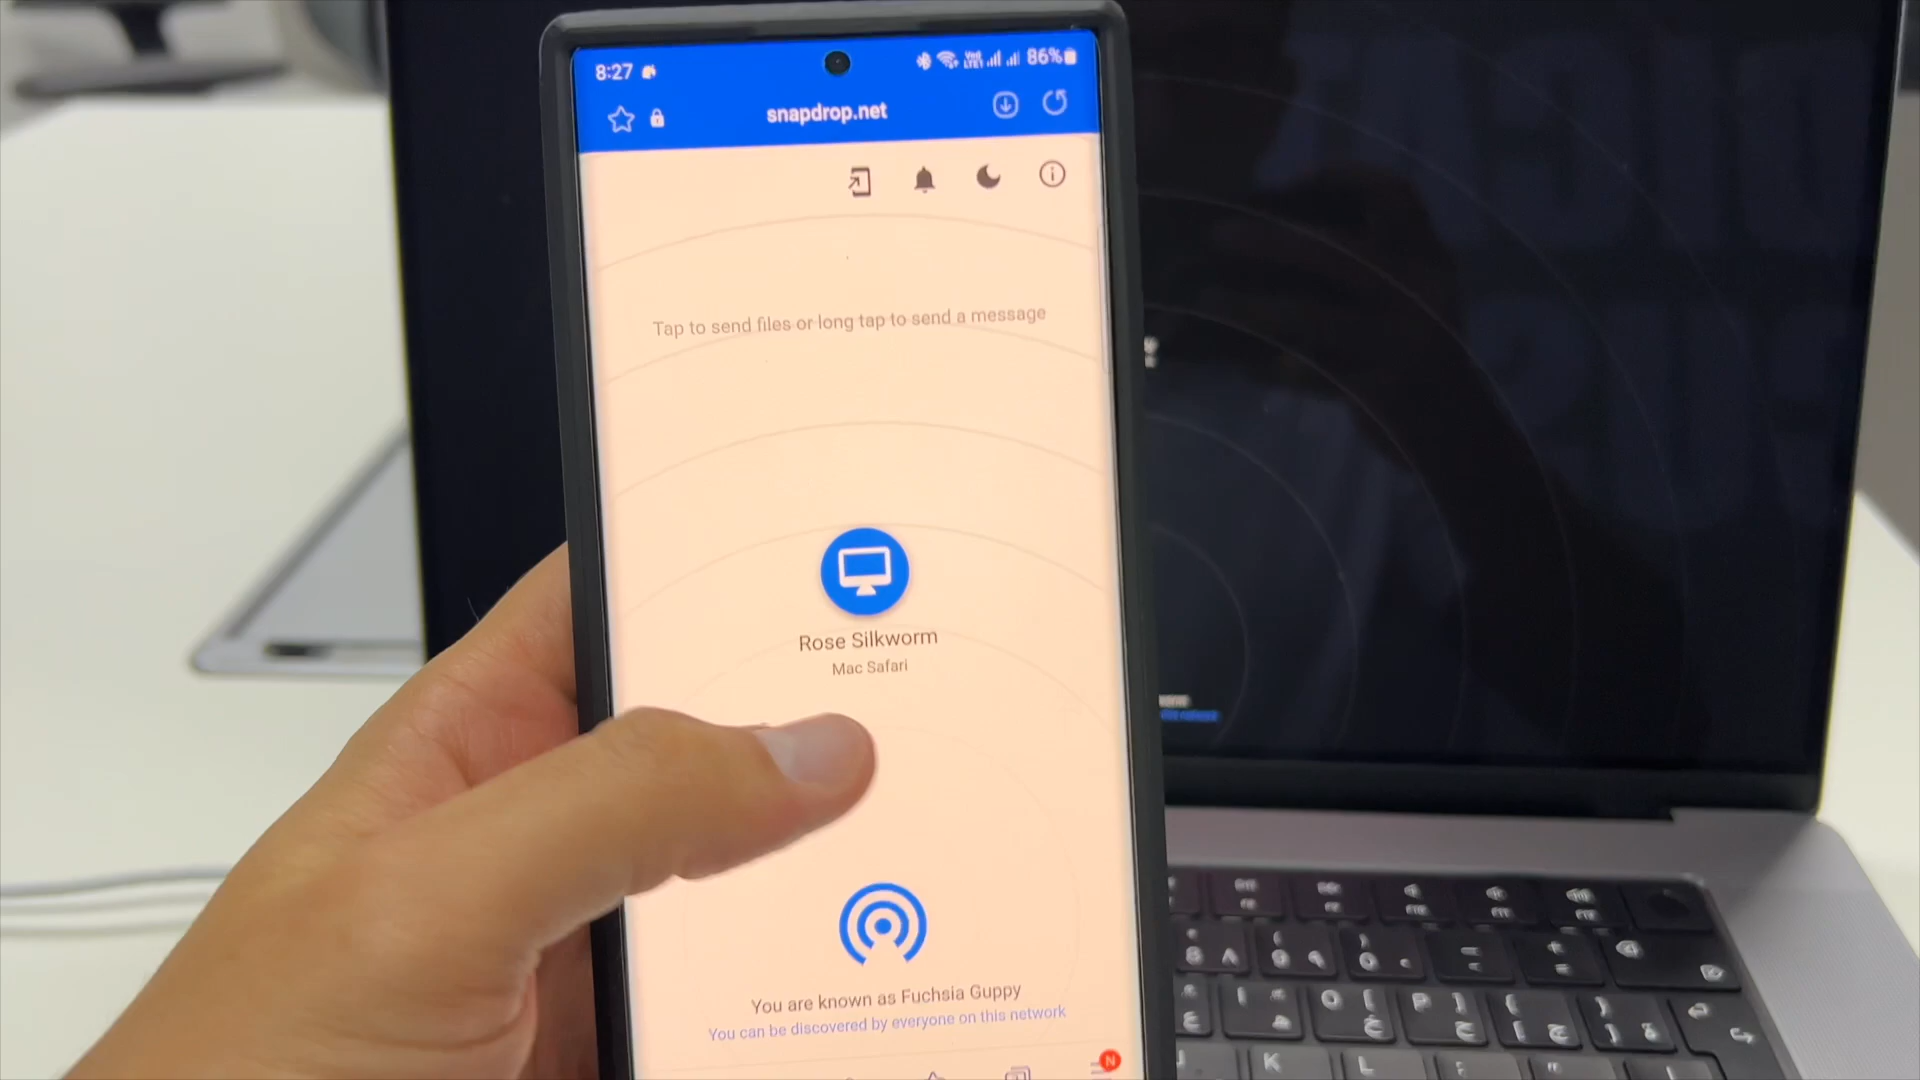 8:27
86%
snapdrop.net
Tap to send files or long tap to send a message
Rose Silkworm
Mac Safari
You are known as Fuchsia Guppy
You can be discovered by everyone on this network
N
K
L